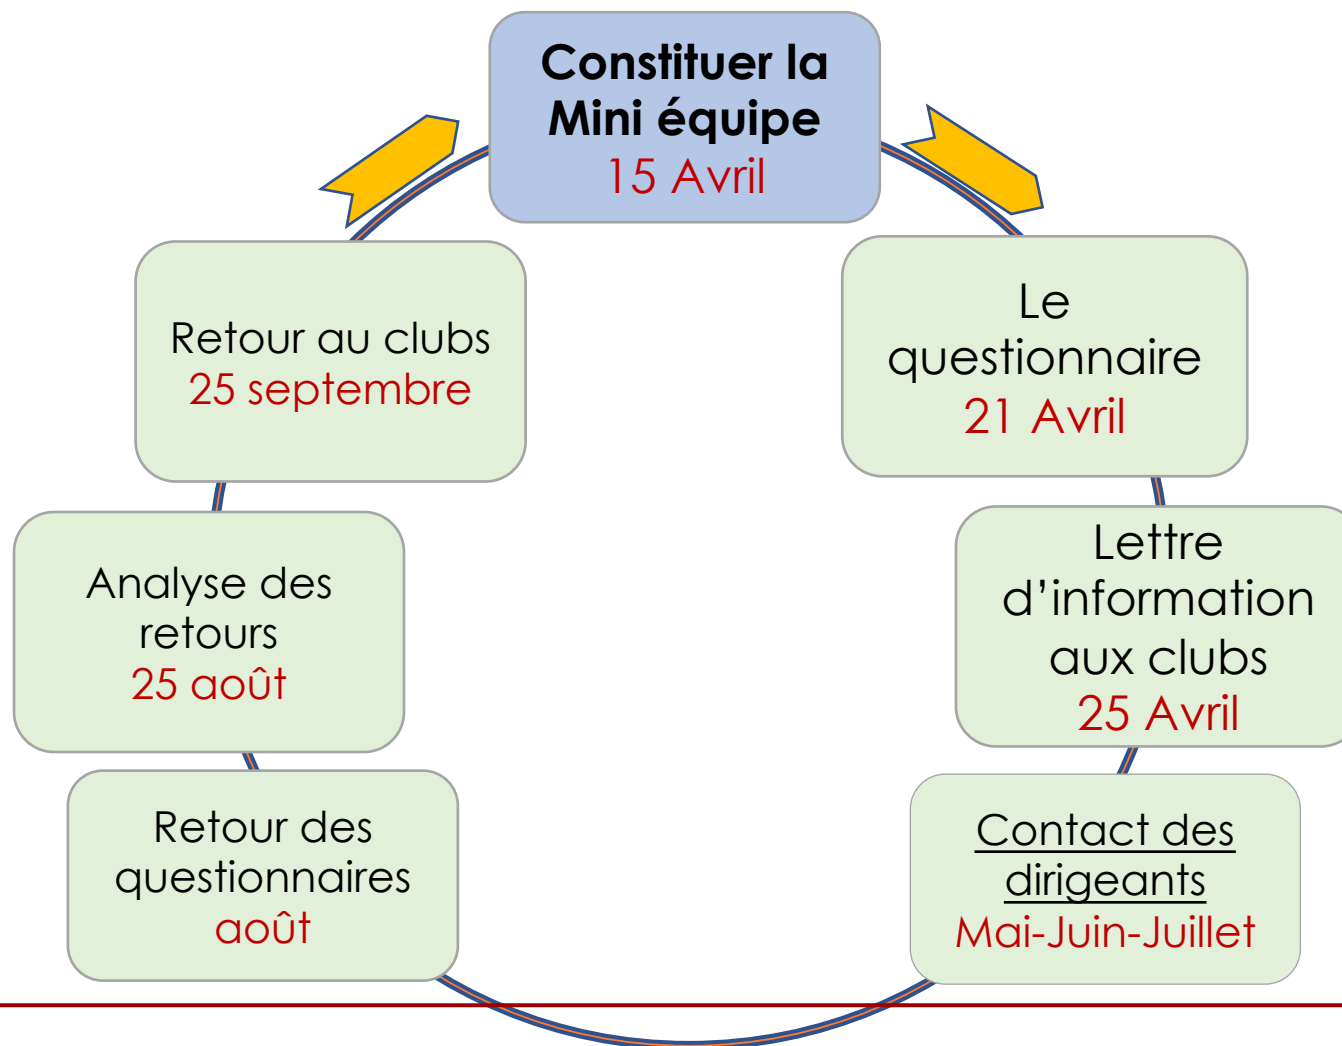 Constituer la
Mini équipe
15 Avril
Le
questionnaire
21 Avril
Lettre
d’information
aux clubs
25 Avril
Contact des
dirigeants
Mai-Juin-Juillet
Retour des
questionnaires
août
Analyse des
retours
25 août
Retour au clubs
25 septembre